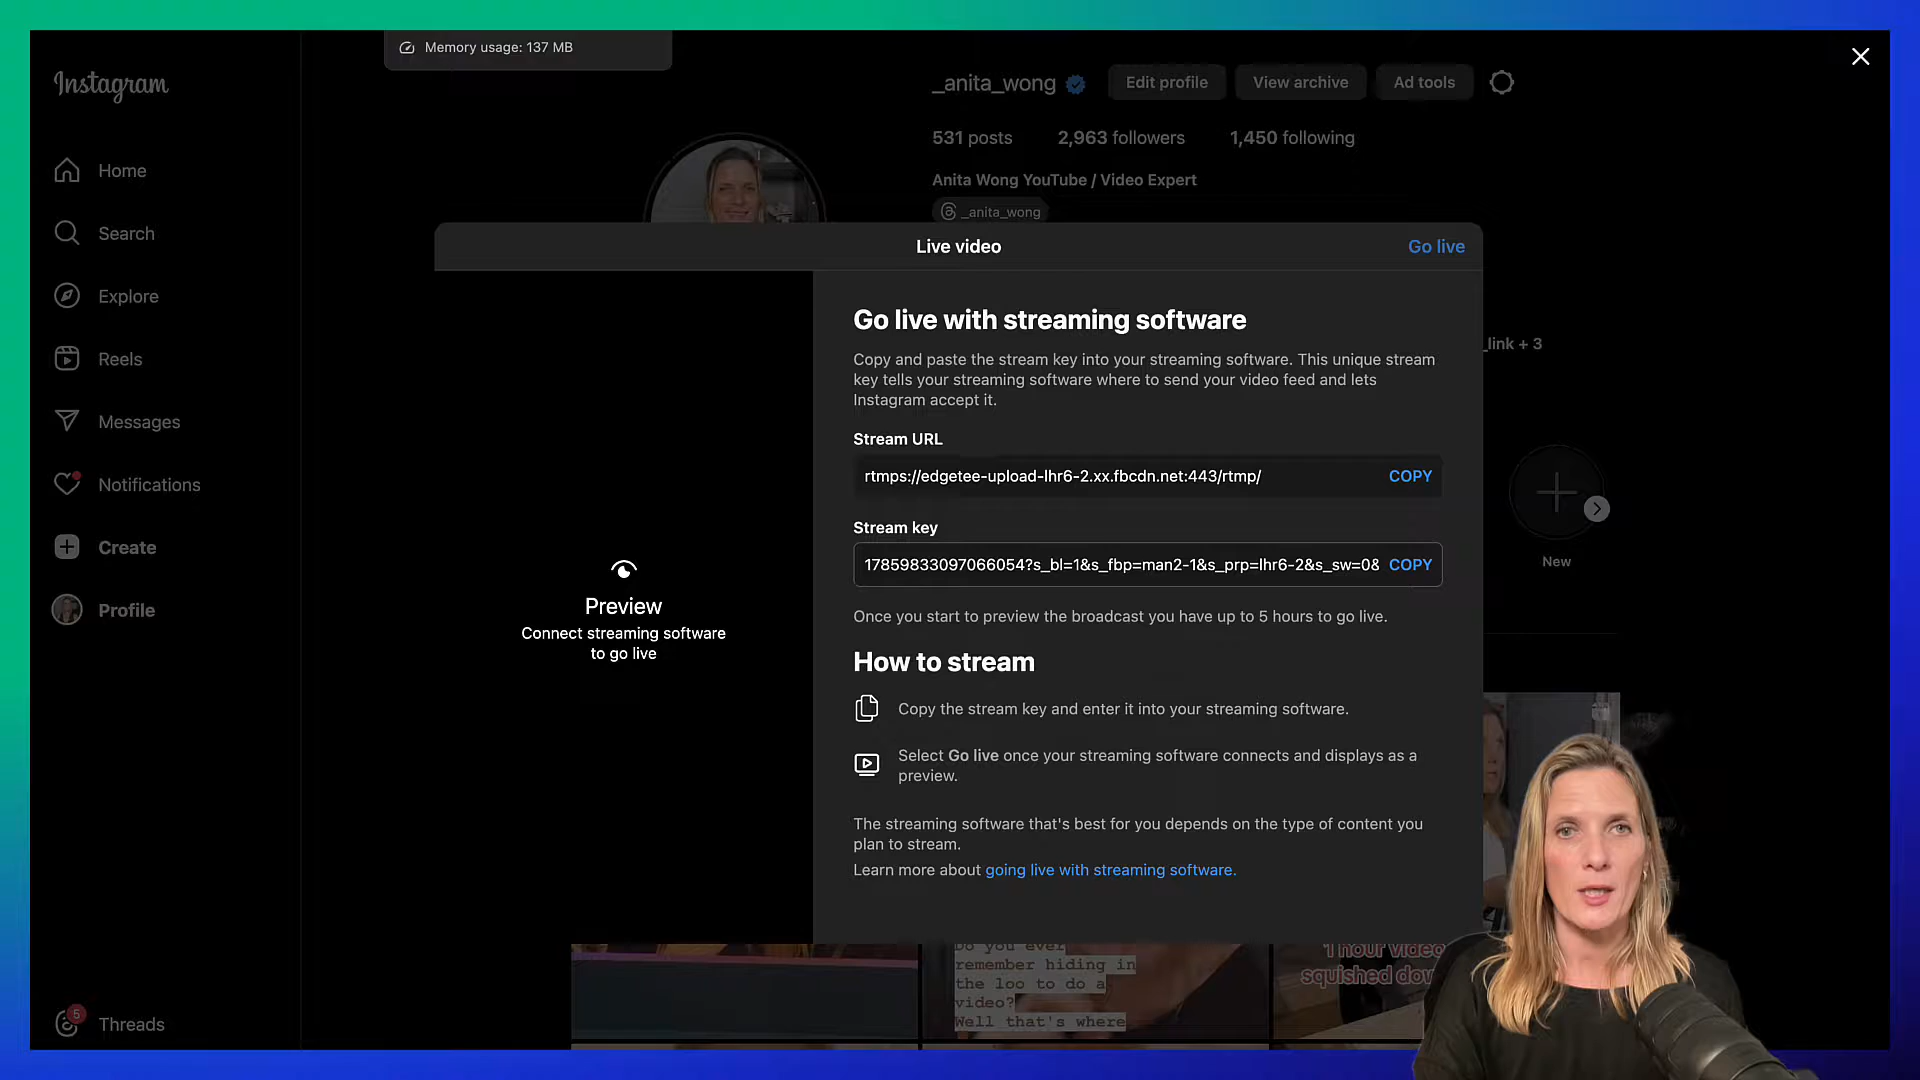 Memory usage: 137 MB
Instagram
_anita_wong
Edit profile
View archive
Ad tools
531 posts
2,963 followers
1,450 following
Anita Wong YouTube / Video Expert
_anita_wong
Home
Search
Explore
Reels
Messages
Notifications
Create
Profile
5
Threads
Live video
Go live
Preview
Connect streaming software
to go live
Go live with streaming software
Copy and paste the stream key into your streaming software. This unique stream
key tells your streaming software where to send your video feed and lets
Instagram accept it.
Stream URL
rtmps://edgetee-upload-lhr6-2.xx.fbcdn.net:443/rtmp/
COPY
Stream key
17859833097066054?s_bl=1&s_fbp=man2-1&s_prp=lhr6-2&s_sw=0&
COPY
Once you start to preview the broadcast you have up to 5 hours to go live.
How to stream
Copy the stream key and enter it into your streaming software.
Select Go live once your streaming software connects and displays as a
preview.
The streaming software that's best for you depends on the type of content you
plan to stream.
Learn more about going live with streaming software.
_link + 3
New
Do you ever
remember hiding in
the loo to do a
video?
Well that's where
1 hour video
squished dow